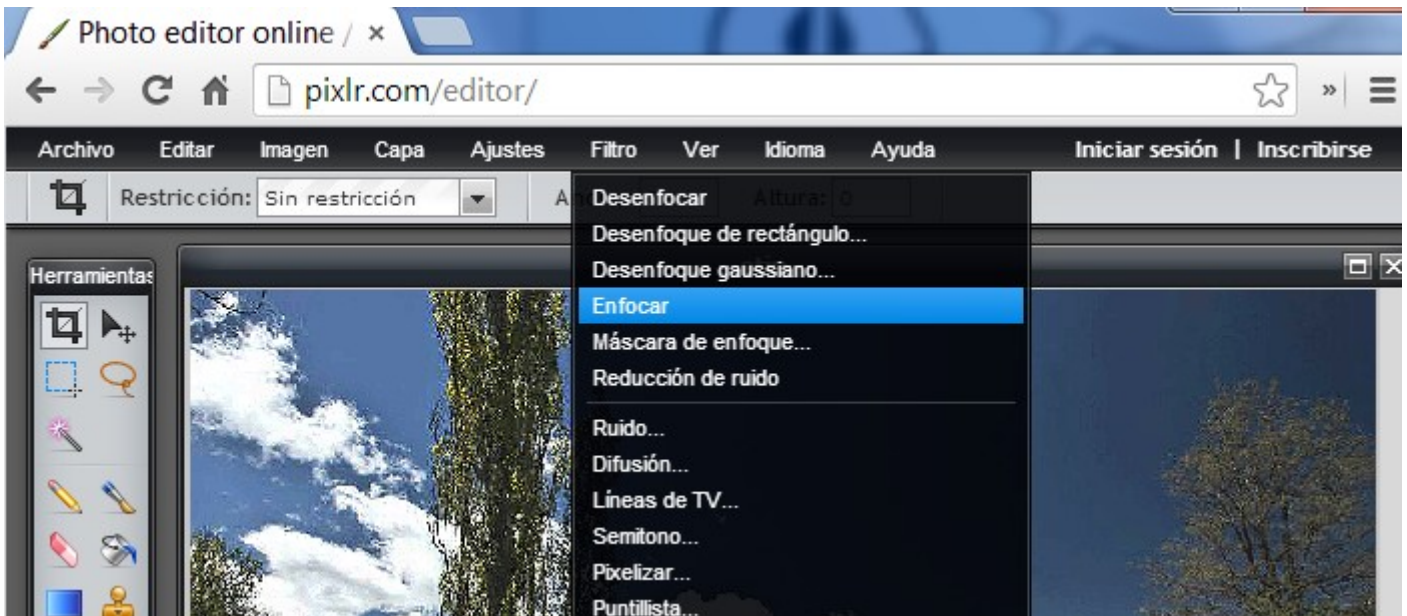 Photo editor online /
pixlr.com/editor/
Archivo Editar Imagen Capa Ajustes Filtro Ver Idioma Ayuda Iniciar sesión | Inscribirse
Restricción: Sin restricción Altura: 0
Herramientas
Desenfocar
Desenfoque de rectángulo...
Desenfoque gaussiano...
Enfocar
Máscara de enfoque...
Reducción de ruido
Ruido...
Difusión...
Líneas de TV...
Semitono...
Pixelizar...
Puntillista...